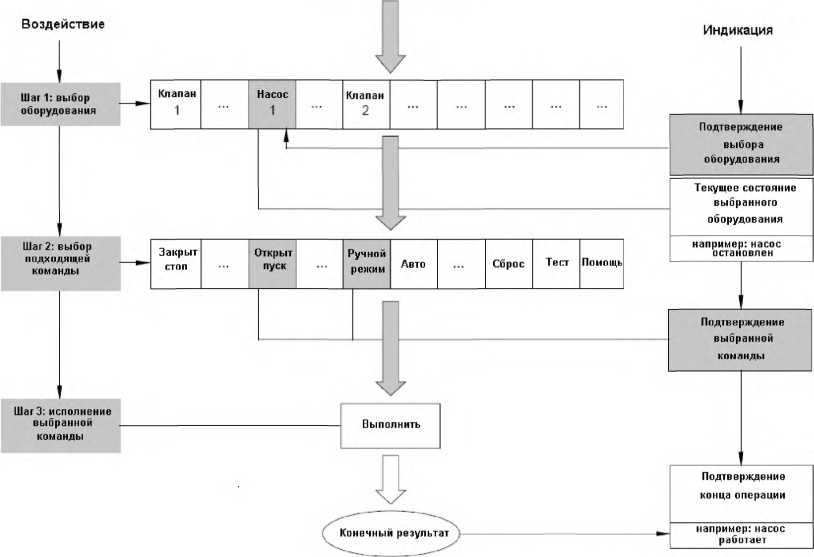 Воздействие
Индикация
Шаг 1: выбор
оборудования
Клапан
1
...
Насос
1
...
Клапан
2
...
...
...
...
...
Подтверждение
выбора
оборудования
Текущее состояние
выбранного
оборудования
например: насос
остановлен
Шаг 2: выбор
подходящей
команды
Закрыт
стоп
...
Открыт
пуск
...
Ручной
режим
Авто
...
Сброс
Тест
Помощь
Подтверждение
выбранной
команды
Шаг 3: исполнение
выбранной
команды
Выполнить
Подтверждение
конца операции
например: насос
работает
Конечный результат